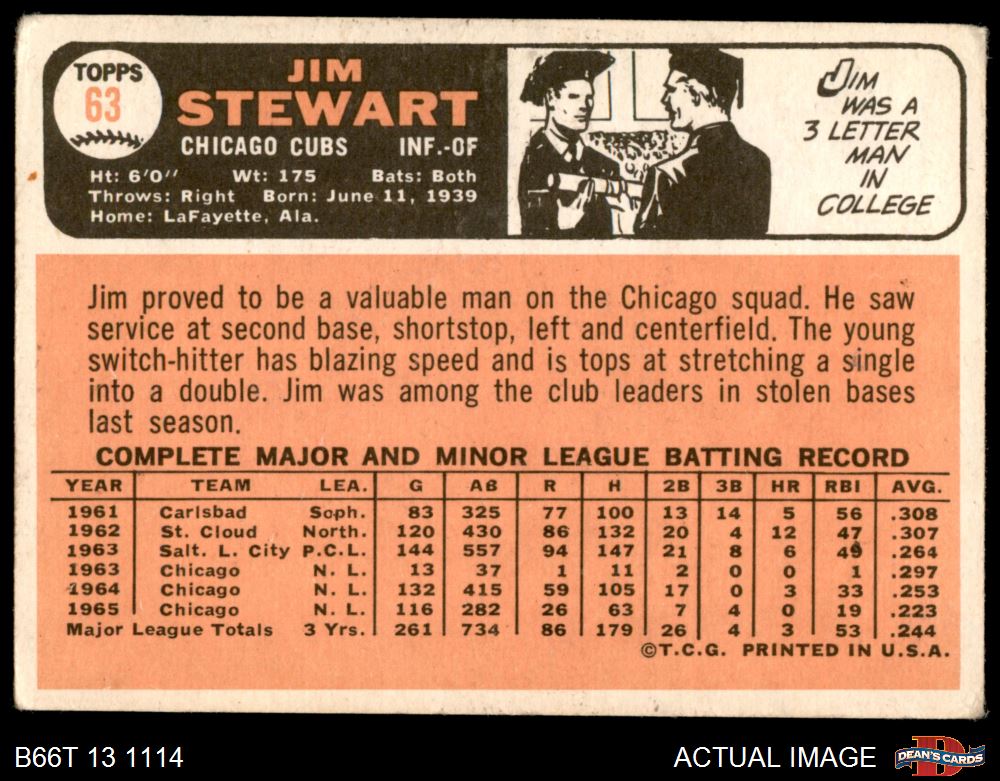 TOPPS
63
JIM
STEWART
CHICAGO CUBS INF.-OF
Ht: 6'0" Wt: 175 Bats: Both
Throws: Right Born: June 11, 1939
Home: LaFayette, Ala.
JIM
WAS A
3 LETTER
MAN
IN
COLLEGE
Jim proved to be a valuable man on the Chicago squad. He saw
service at second base, shortstop, left and centerfield. The young
switch-hitter has blazing speed and is tops at stretching a single
into a double. Jim was among the club leaders in stolen bases
last season.
COMPLETE MAJOR AND MINOR LEAGUE BATTING RECORD
YEAR TEAM LEA. G AB R H 2B 3B HR RBI AVG.
1961 Carlsbad Soph. 83 325 77 100 13 14 5 56 .308
1962 St. Cloud North. 120 430 86 132 20 4 12 47 .307
1963 Salt. L. City P.C.L. 144 557 94 147 21 8 6 49 .264
1963 Chicago N. L. 13 37 1 11 2 0 0 1 .297
1964 Chicago N. L. 132 415 59 105 17 0 3 33 .253
1965 Chicago N. L. 116 282 26 63 7 4 0 19 .223
Major League Totals 3 Yrs. 261 734 86 179 26 4 3 53 .244
©T.C.G. PRINTED IN U.S.A.
B66T 13 1114 ACTUAL IMAGE DEAN'S CARDS